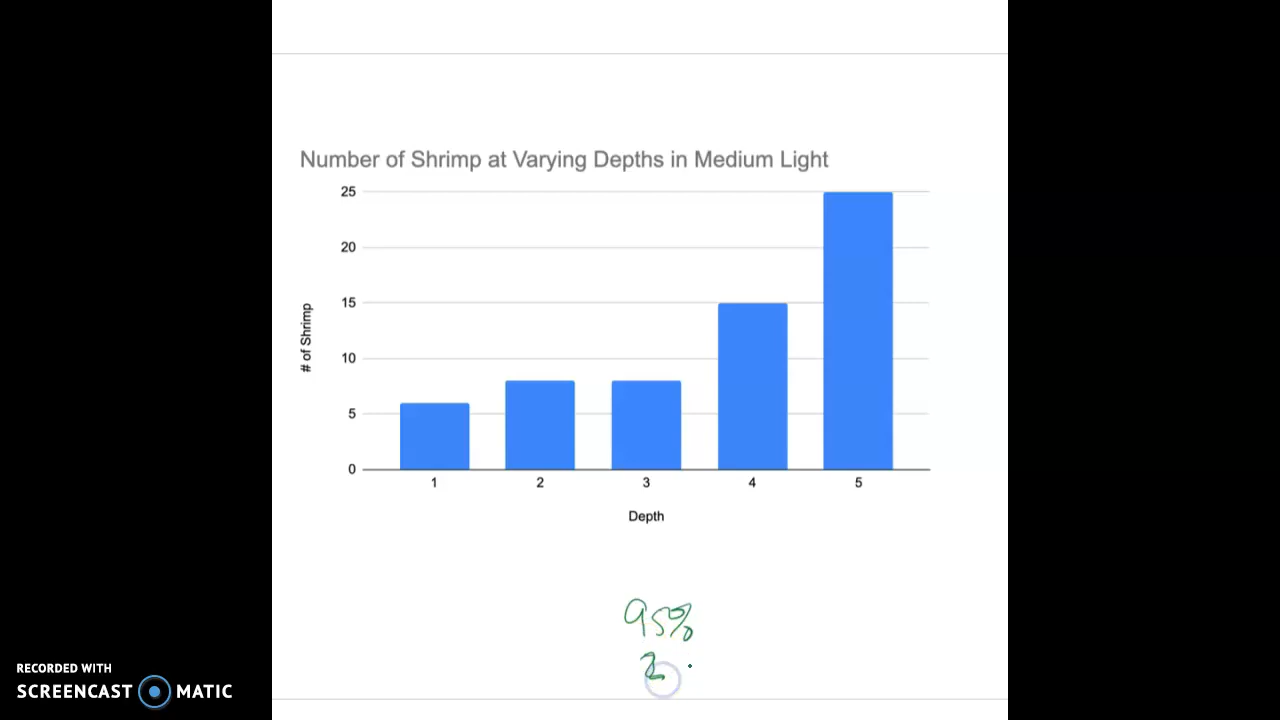 Number of Shrimp at Varying Depths in Medium Light
25
20
15
10
5
0
# of Shrimp
1 2 3 4 5
Depth
95%
2
RECORDED WITH
SCREENCAST MATIC